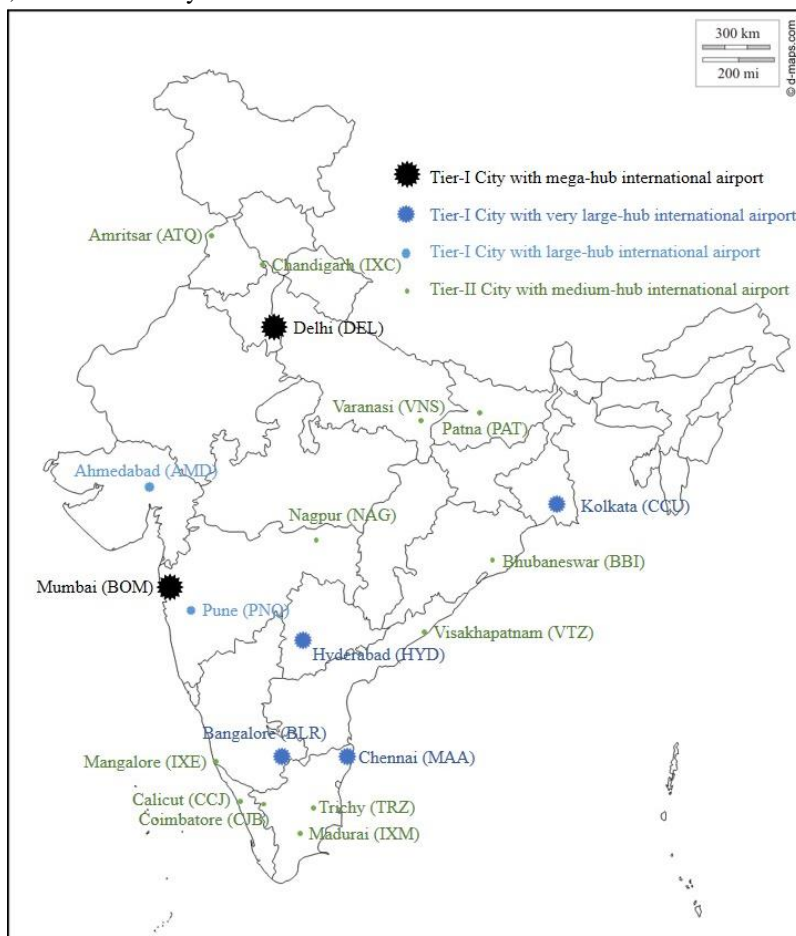 300 km
200 mi
© d-maps.com
Tier-I City with mega-hub international airport
Tier-I City with very large-hub international airport
Tier-I City with large-hub international airport
Tier-II City with medium-hub international airport
Amritsar (ATQ)
Chandigarh (IXC)
Delhi (DEL)
Varanasi (VNS)
Patna (PAT)
Ahmedabad (AMD)
Kolkata (CCU)
Nagpur (NAG)
Bhubaneswar (BBI)
Mumbai (BOM)
Pune (PNQ)
Visakhapatnam (VTZ)
Hyderabad (HYD)
Bangalore (BLR)
Chennai (MAA)
Mangalore (IXE)
Calicut (CCJ)
Trichy (TRZ)
Coimbatore (CJB)
Madurai (IXM)